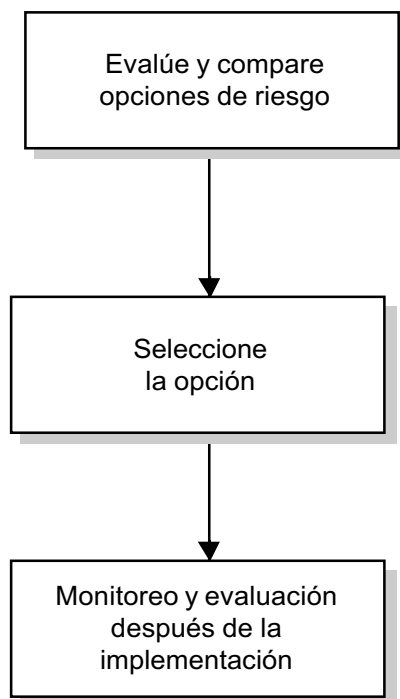 Evalúe y compare
opciones de riesgo
Seleccione
la opción
Monitoreo y evaluación
después de la
implementación